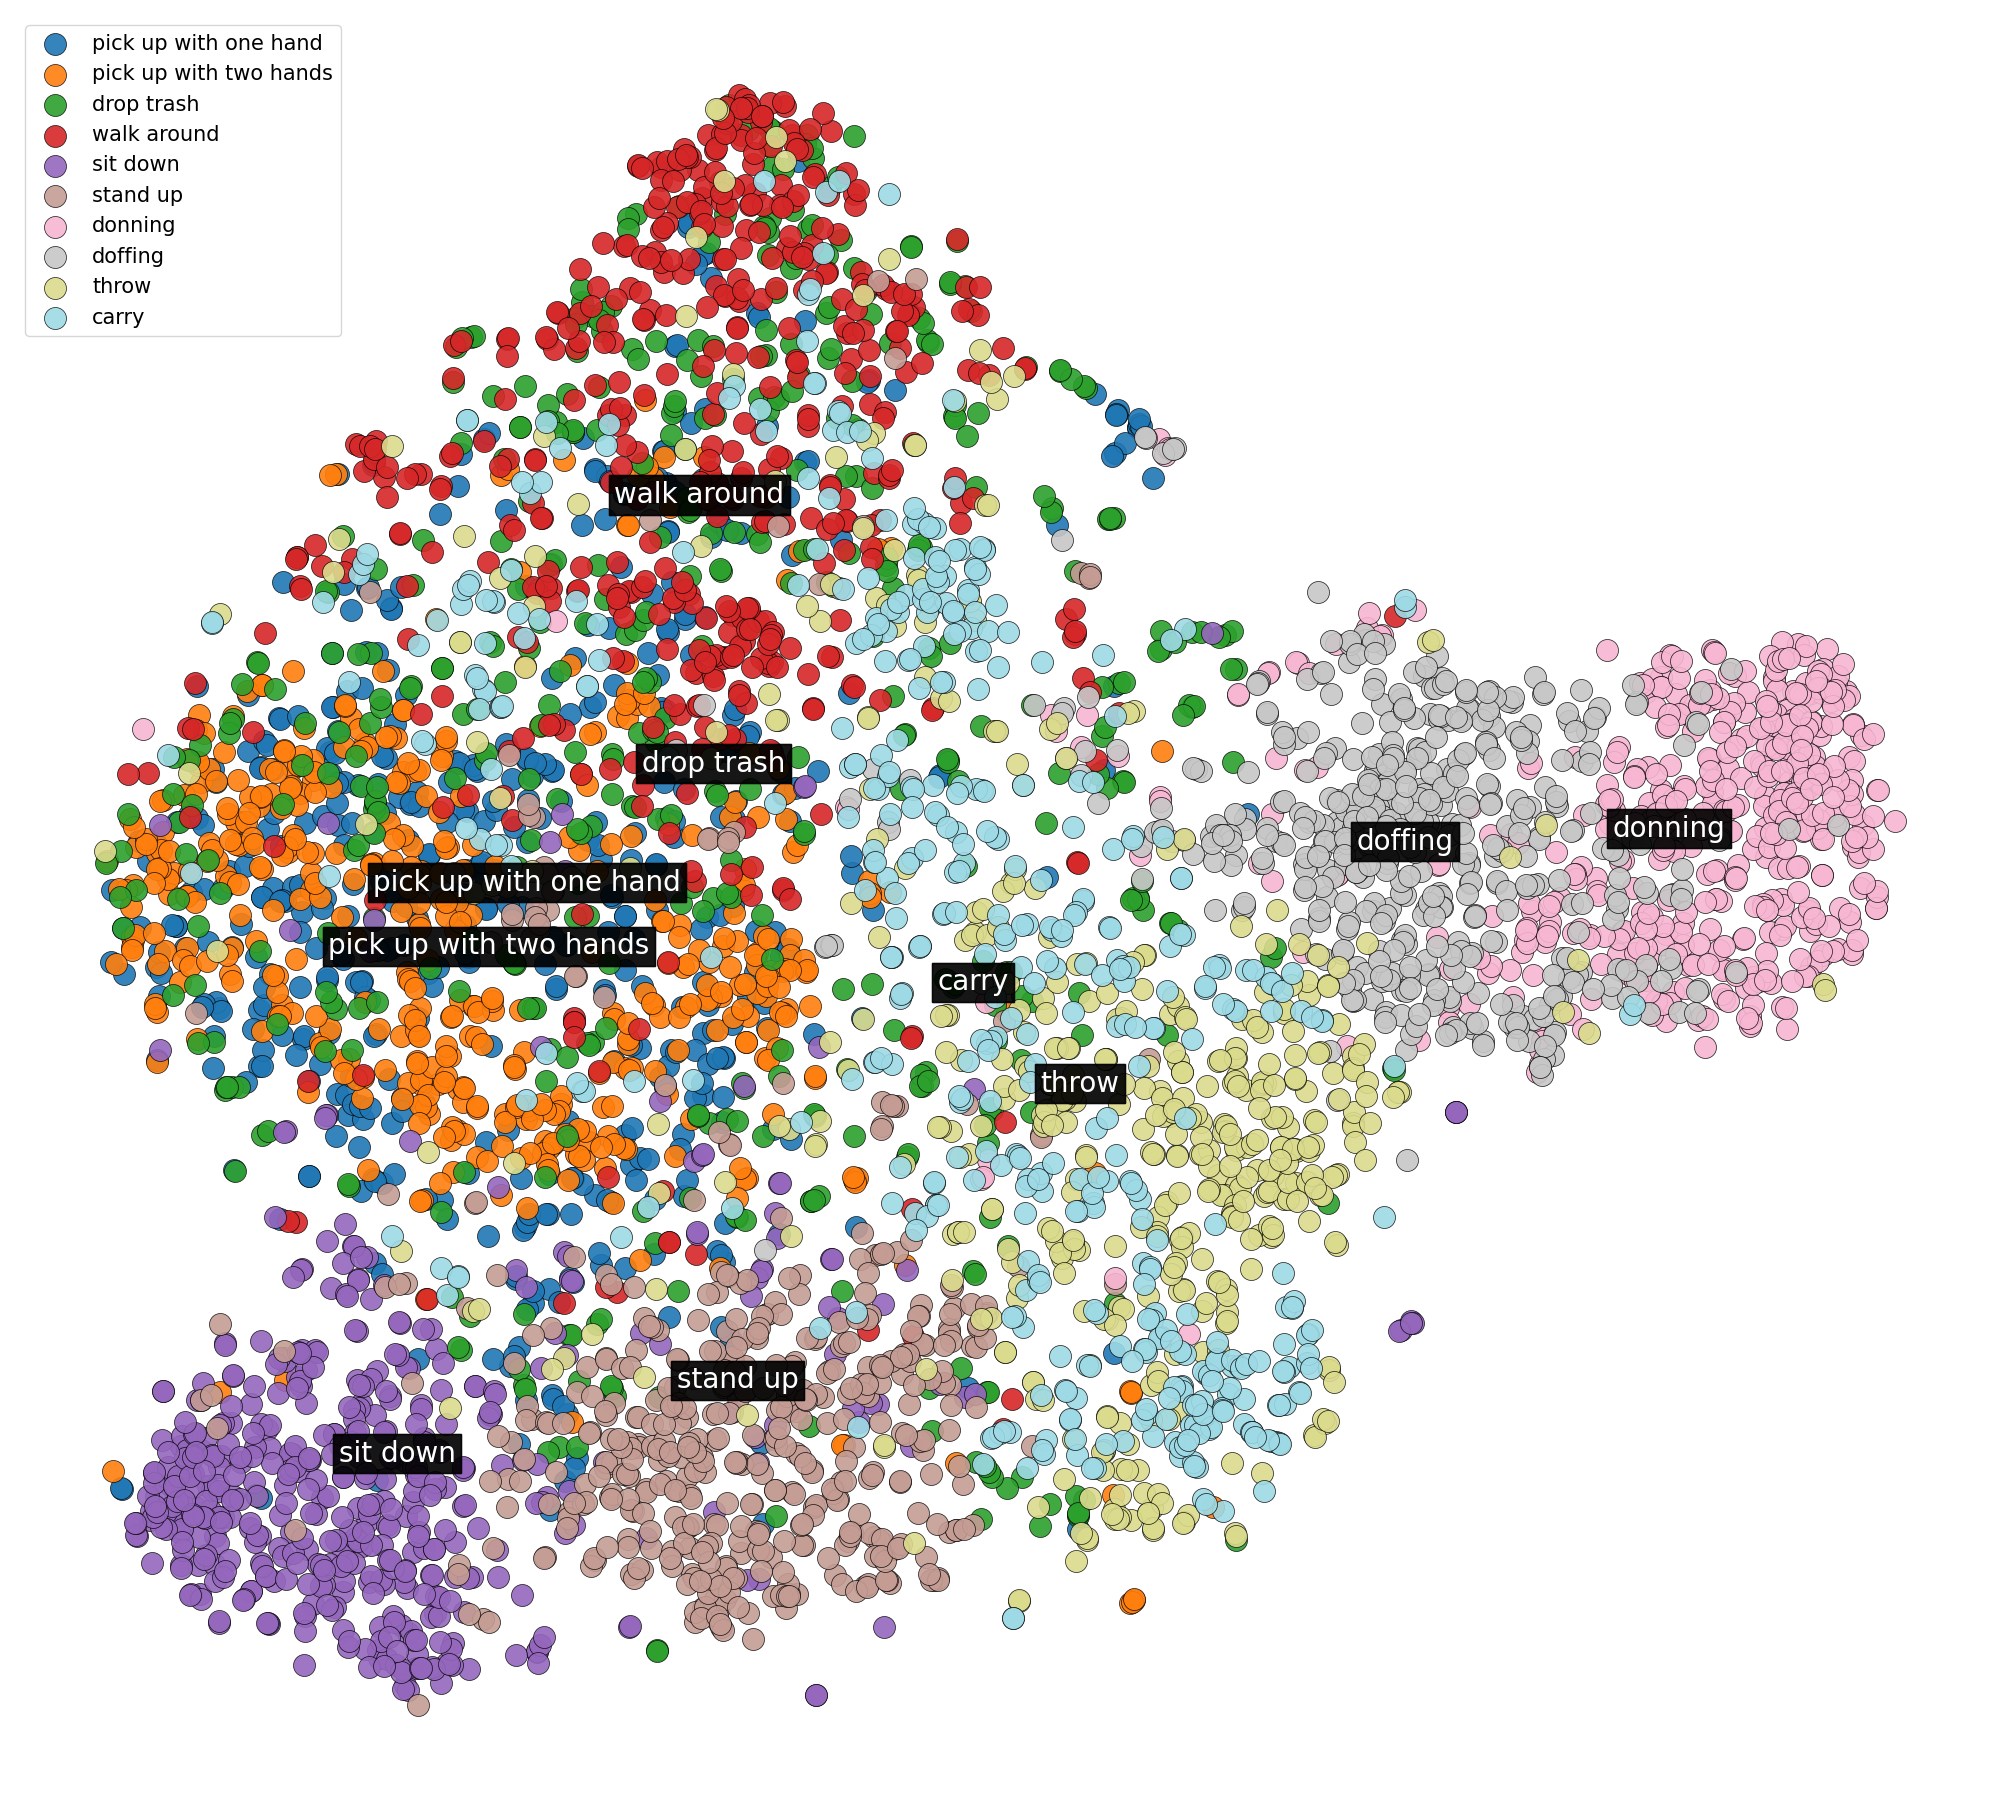 pick up with one hand
pick up with two hands
drop trash
walk around
sit down
stand up
donning
doffing
throw
carry
walk around
drop trash
doffing
donning
pick up with one hand
pick up with two hands
carry
throw
stand up
sit down